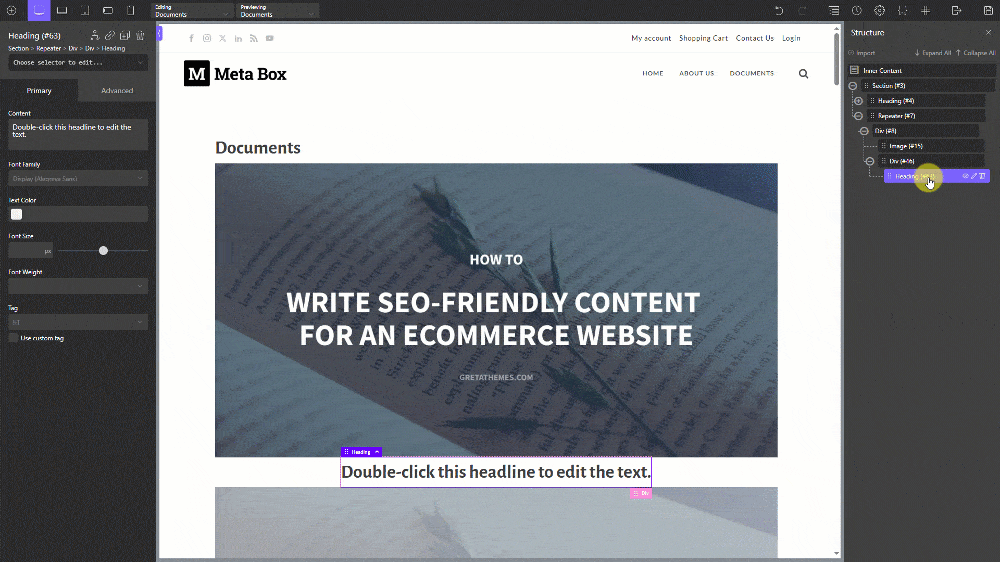 Editing
Documents
Previewing
Documents
Heading (#63)
Section > Repeater > Div > Div > Heading
Choose selector to edit...
Primary
Advanced
Content
Double-click this headline to edit the
text.
Font Family
Display (Alegreya Sans)
Text Color
Font Size
px
Font Weight
Tag
H3
Use custom tag
My account
Shopping Cart
Contact Us
Login
M Meta Box
HOME
ABOUT US
DOCUMENTS
Documents
HOW TO
WRITE SEO-FRIENDLY CONTENT
FOR AN ECOMMERCE WEBSITE
GRETATHEMES.COM
Heading
Double-click this headline to edit the text.
Div
Structure
Import
Expand All
Collapse All
Inner Content
Section (#3)
Heading (#4)
Repeater (#7)
Div (#8)
Image (#15)
Div (#46)
Heading